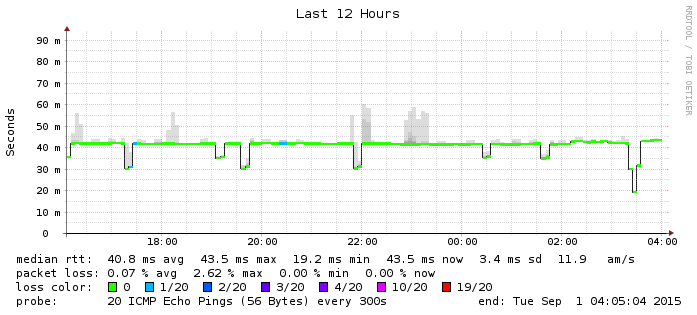 Last 12 Hours
RRDTOOL / TOBI OETIKER
Seconds
90 m
80 m
70 m
60 m
50 m
40 m
30 m
20 m
10 m
0
18:00 20:00 22:00 00:00 02:00 04:00
median rtt: 40.8 ms avg 43.5 ms max 19.2 ms min 43.5 ms now 3.4 ms sd 11.9 am/s
packet loss: 0.07 % avg 2.62 % max 0.00 % min 0.00 % now
loss color: 0 1/20 2/20 3/20 4/20 10/20 19/20
probe: 20 ICMP Echo Pings (56 Bytes) every 300s end: Tue Sep 1 04:05:04 2015